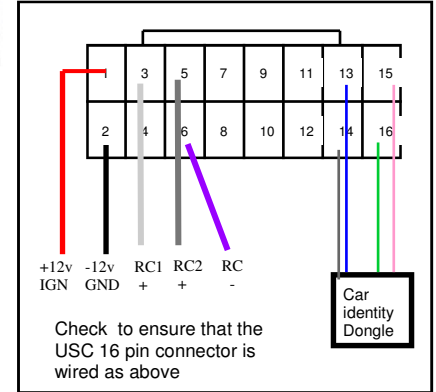 1 3 5 7 9 11 13 15
2 4 6 8 10 12 14 16
+12v -12v RC1 RC2 RC
IGN GND + + -
Car
identity
Dongle
Check to ensure that the
USC 16 pin connector is
wired as above